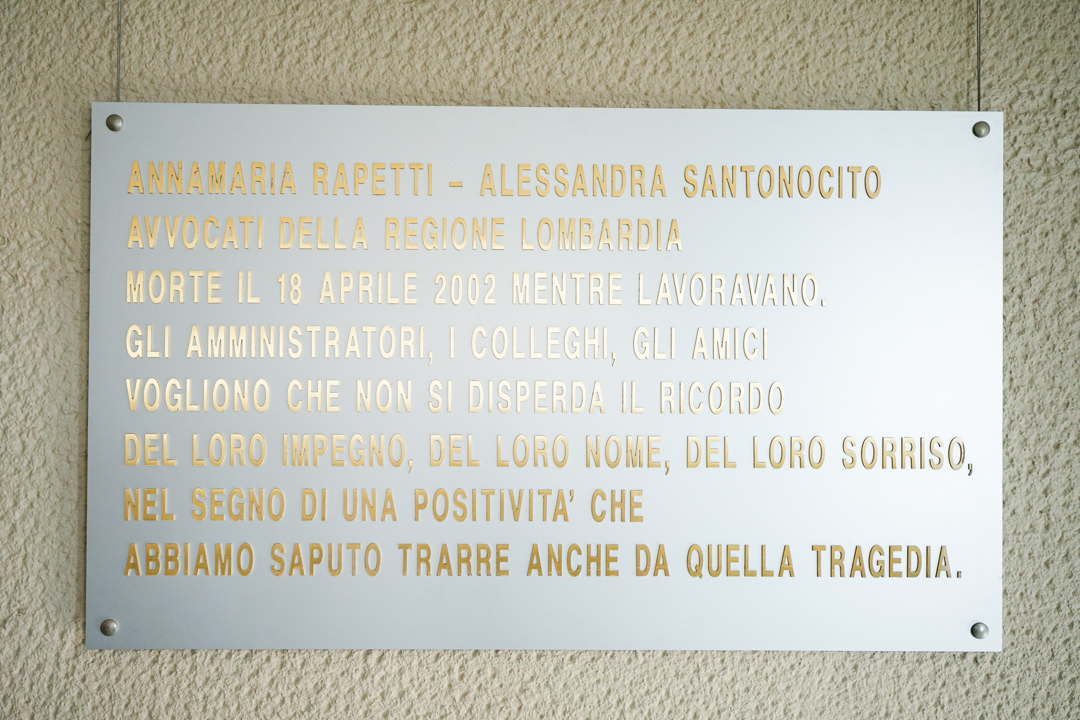 ANNAMARIA RAPETTI – ALESSANDRA SANTONOCITO
AVVOCATI DELLA REGIONE LOMBARDIA
MORTE IL 18 APRILE 2002 MENTRE LAVORAVANO.
GLI AMMINISTRATORI, I COLLEGHI, GLI AMICI
VOGLIONO CHE NON SI DISPERDA IL RICORDO
DEL LORO IMPEGNO, DEL LORO NOME, DEL LORO SORRISO,
NEL SEGNO DI UNA POSITIVITA' CHE
ABBIAMO SAPUTO TRARRE ANCHE DA QUELLA TRAGEDIA.